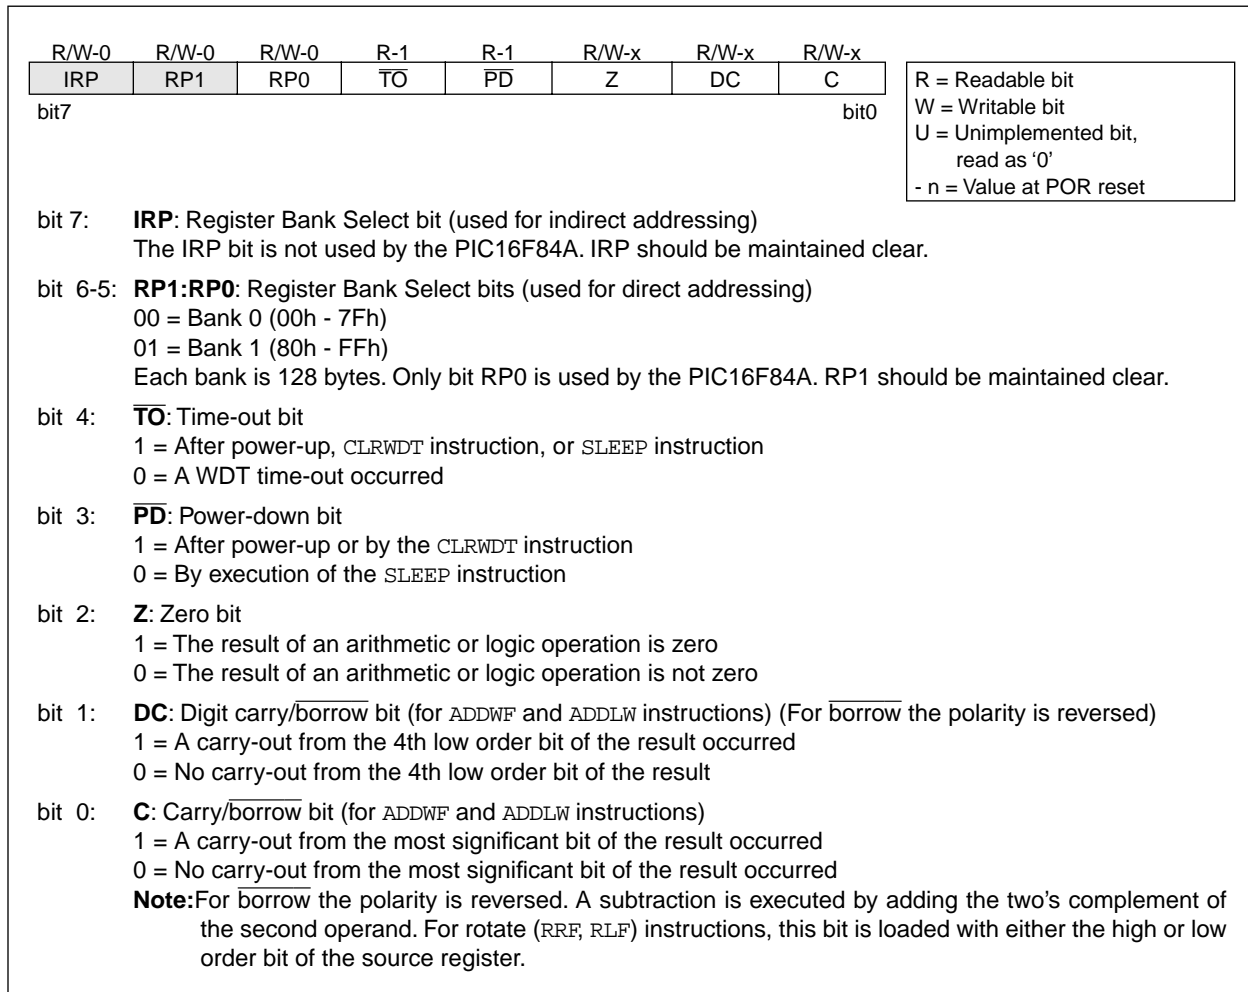 R/W-0 R/W-0 R/W-0 R-1 R-1 R/W-x R/W-x R/W-x
IRP RP1 RP0 T̅O̅ P̅D̅ Z DC C
bit7 bit0
R = Readable bit
W = Writable bit
U = Unimplemented bit,
read as ‘0’
- n = Value at POR reset
bit 7: IRP: Register Bank Select bit (used for indirect addressing)
The IRP bit is not used by the PIC16F84A. IRP should be maintained clear.
bit 6-5: RP1:RP0: Register Bank Select bits (used for direct addressing)
00 = Bank 0 (00h - 7Fh)
01 = Bank 1 (80h - FFh)
Each bank is 128 bytes. Only bit RP0 is used by the PIC16F84A. RP1 should be maintained clear.
bit 4: T̅O̅: Time-out bit
1 = After power-up, CLRWDT instruction, or SLEEP instruction
0 = A WDT time-out occurred
bit 3: P̅D̅: Power-down bit
1 = After power-up or by the CLRWDT instruction
0 = By execution of the SLEEP instruction
bit 2: Z: Zero bit
1 = The result of an arithmetic or logic operation is zero
0 = The result of an arithmetic or logic operation is not zero
bit 1: DC: Digit carry/b̅o̅r̅r̅o̅w̅ bit (for ADDWF and ADDLW instructions) (For b̅o̅r̅r̅o̅w̅ the polarity is reversed)
1 = A carry-out from the 4th low order bit of the result occurred
0 = No carry-out from the 4th low order bit of the result
bit 0: C: Carry/b̅o̅r̅r̅o̅w̅ bit (for ADDWF and ADDLW instructions)
1 = A carry-out from the most significant bit of the result occurred
0 = No carry-out from the most significant bit of the result occurred
Note:For b̅o̅r̅r̅o̅w̅ the polarity is reversed. A subtraction is executed by adding the two’s complement of
the second operand. For rotate (RRF, RLF) instructions, this bit is loaded with either the high or low
order bit of the source register.